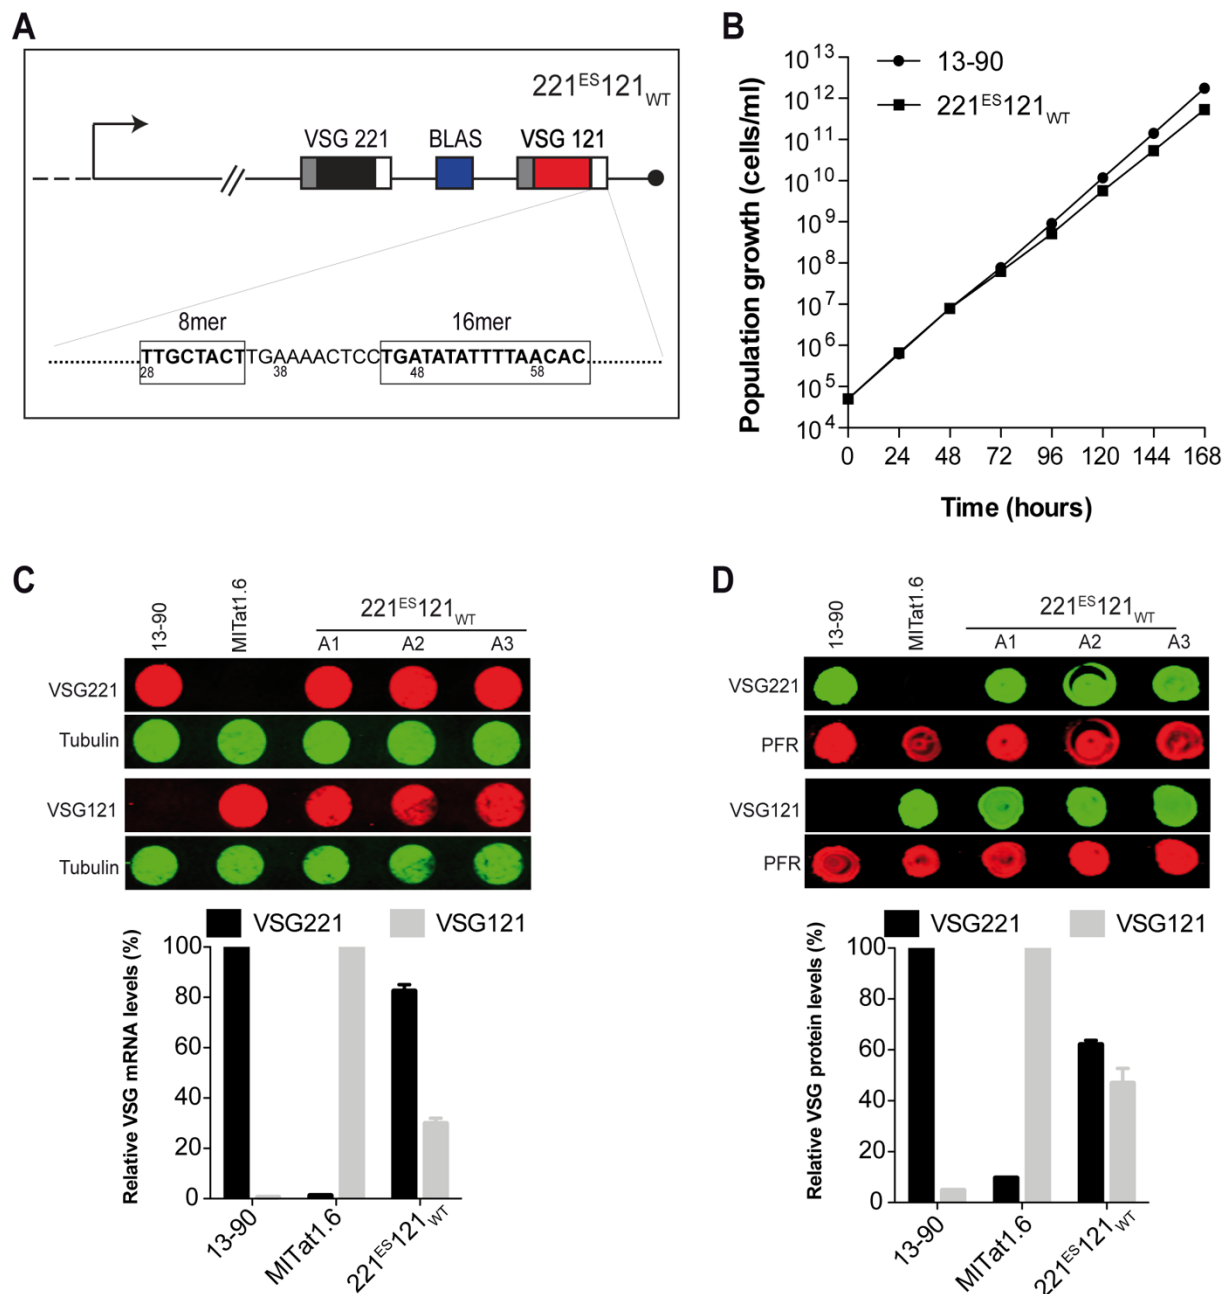 A
221ES121WT
VSG 221 BLAS VSG 121
8mer 16mer
TTGCTACTTGAAAACTCCTGATATATTTTAACAC
28 38 48 58
B
Population growth (cells/ml)
10^13
10^12
10^11
10^10
10^9
10^8
10^7
10^6
10^5
10^4
13-90
221ES121WT
0 24 48 72 96 120 144 168
Time (hours)
C
13-90 MITat1.6 221ES121WT
A1 A2 A3
VSG221
Tubulin
VSG121
Tubulin
VSG221 VSG121
Relative VSG mRNA levels (%)
100
80
60
40
20
0
13-90 MITat1.6 221ES121WT
D
13-90 MITat1.6 221ES121WT
A1 A2 A3
VSG221
PFR
VSG121
PFR
VSG221 VSG121
Relative VSG protein levels (%)
100
80
60
40
20
0
13-90 MITat1.6 221ES121WT